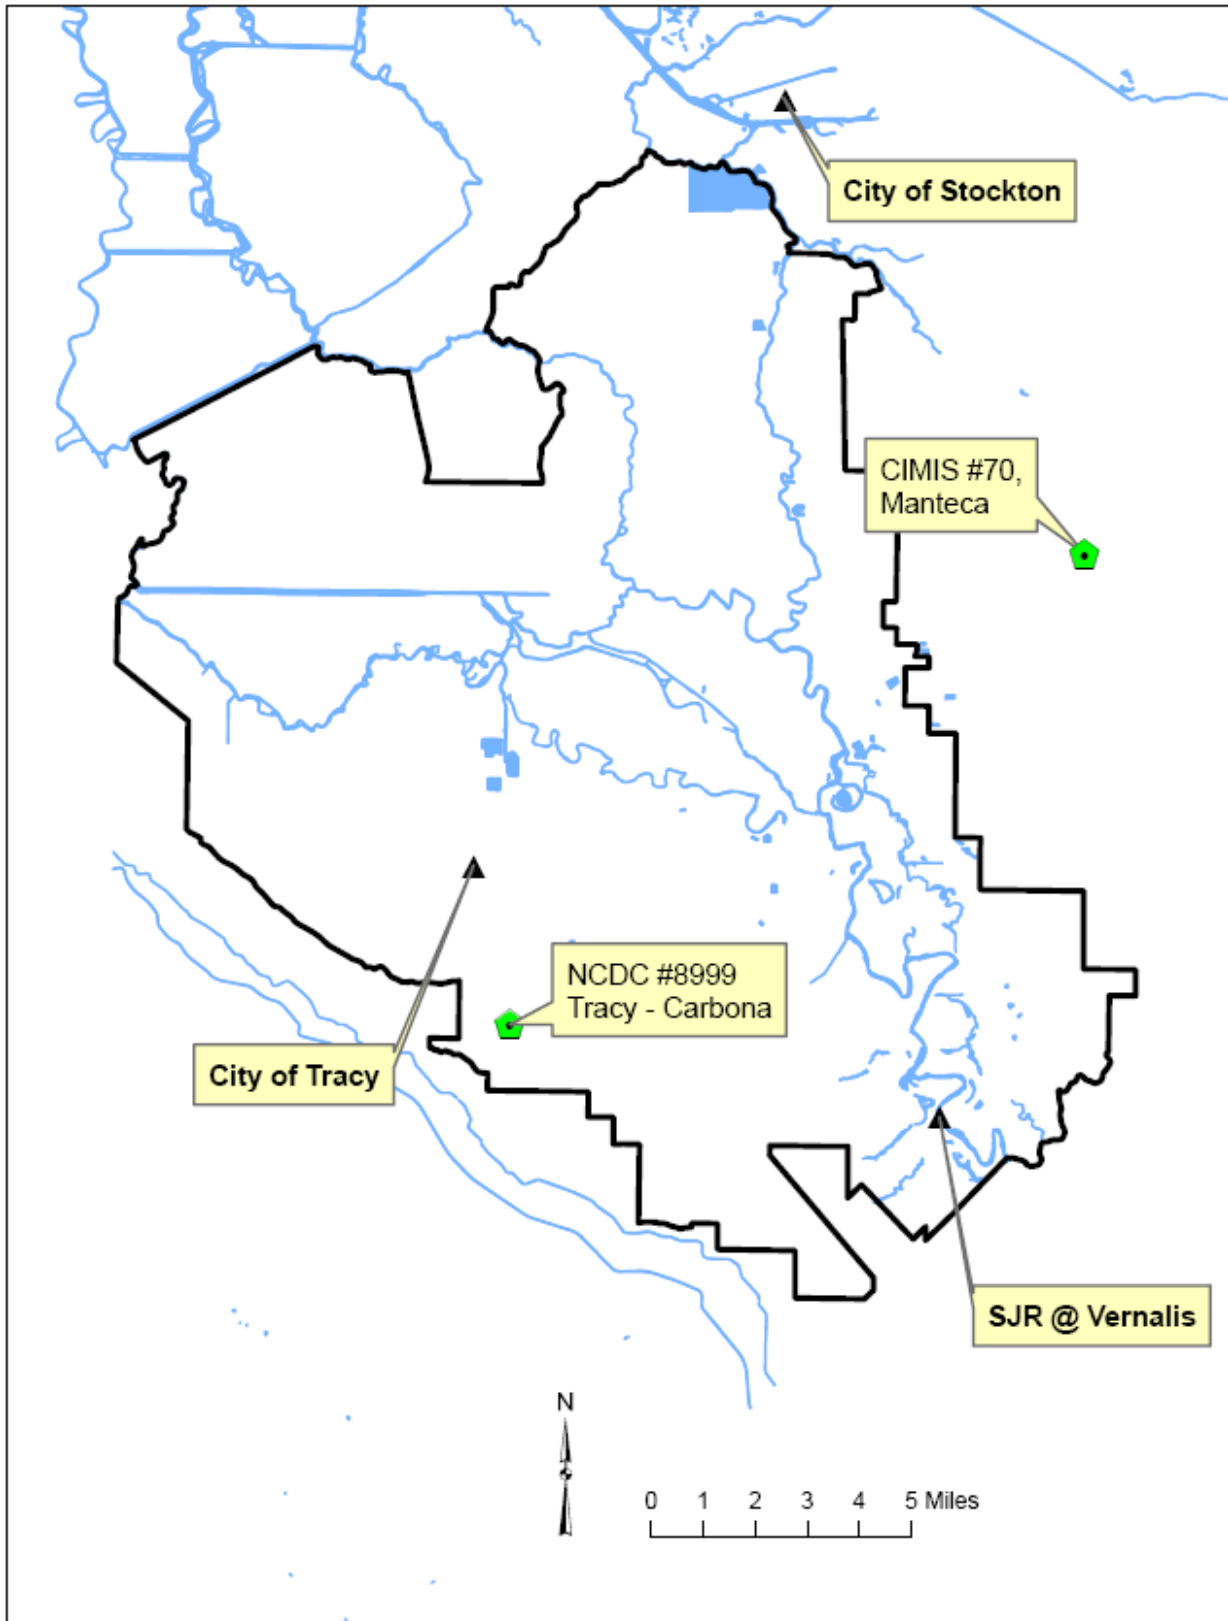 City of Stockton
CIMIS #70,
Manteca
NCDC #8999
Tracy - Carbona
City of Tracy
SJR @ Vernalis
N
0 1 2 3 4 5 Miles